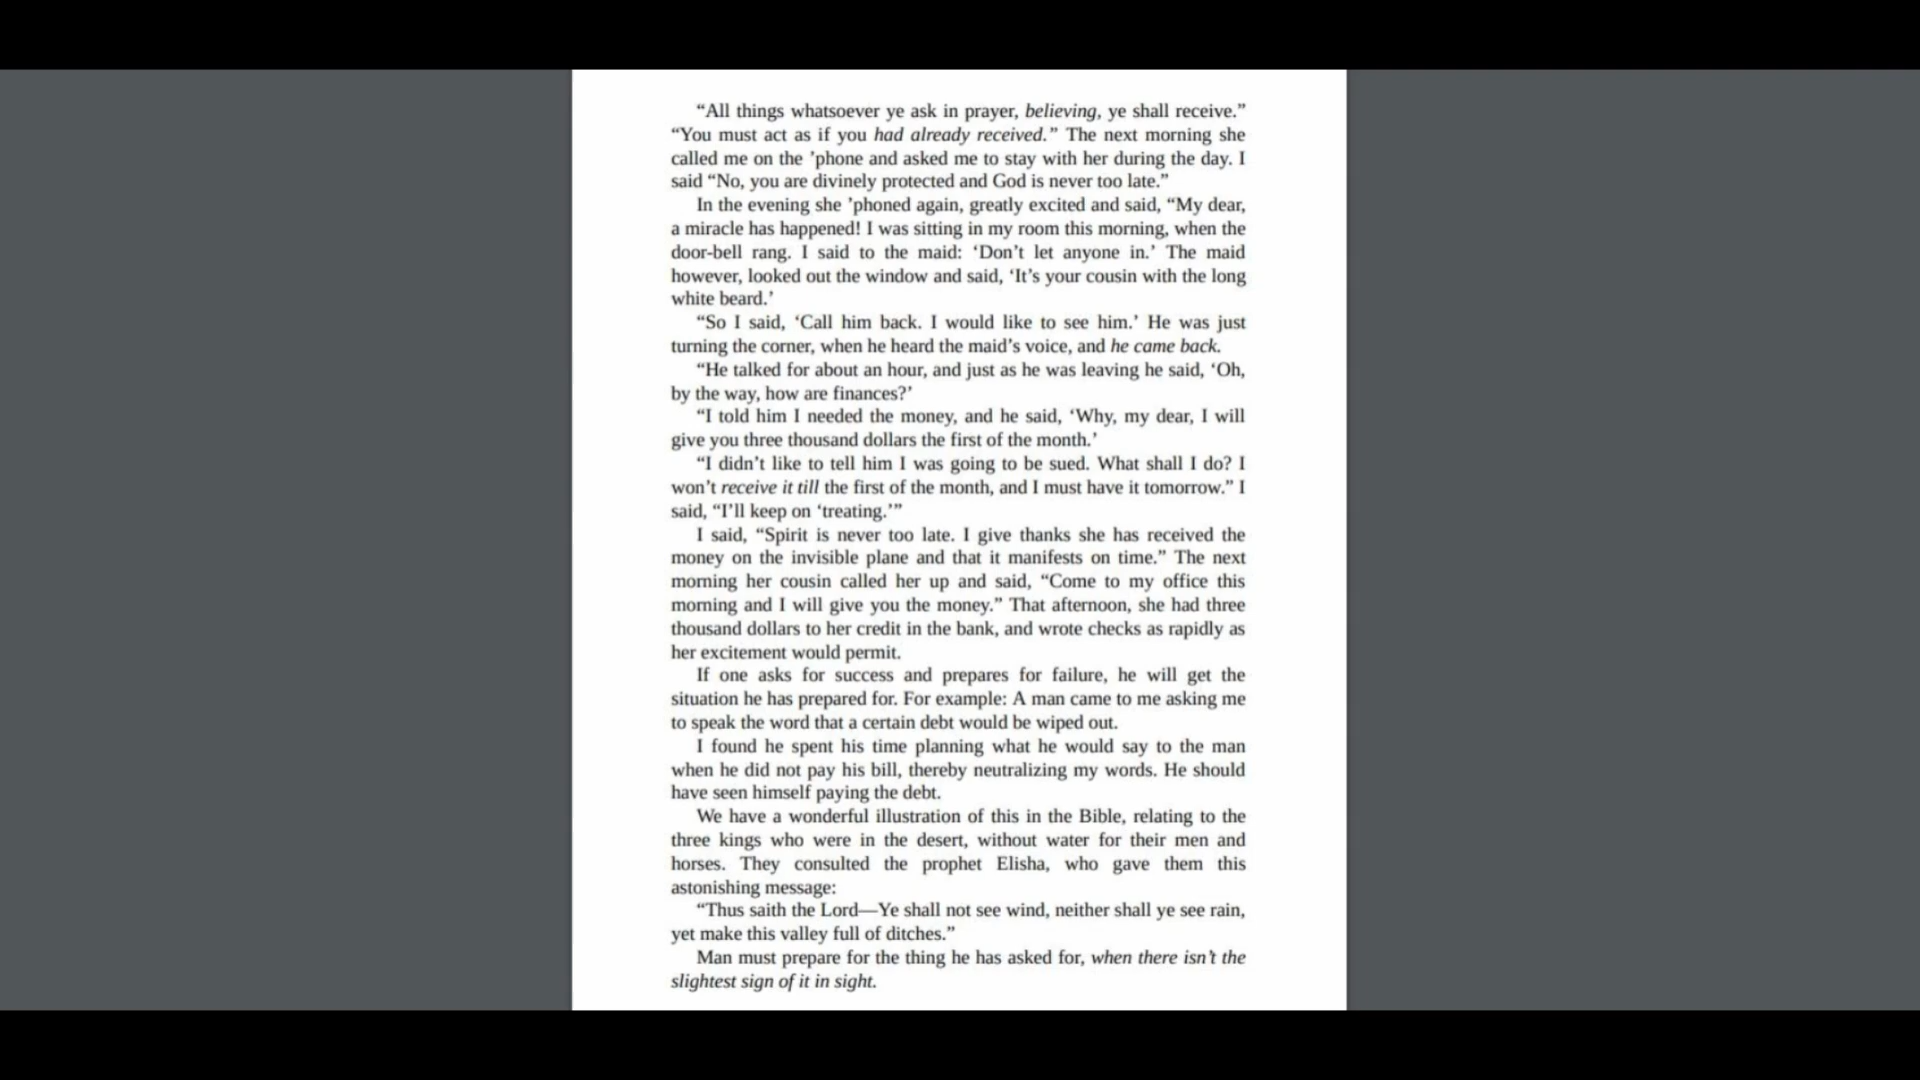 “All things whatsoever ye ask in prayer, believing, ye shall receive.”
“You must act as if you had already received.” The next morning she
called me on the ’phone and asked me to stay with her during the day. I
said “No, you are divinely protected and God is never too late.”
In the evening she ’phoned again, greatly excited and said, “My dear,
a miracle has happened! I was sitting in my room this morning, when the
door-bell rang. I said to the maid: ‘Don’t let anyone in.’ The maid
however, looked out the window and said, ‘It’s your cousin with the long
white beard.’
“So I said, ‘Call him back. I would like to see him.’ He was just
turning the corner, when he heard the maid’s voice, and he came back.
“He talked for about an hour, and just as he was leaving he said, ‘Oh,
by the way, how are finances?’
“I told him I needed the money, and he said, ‘Why, my dear, I will
give you three thousand dollars the first of the month.’
“I didn’t like to tell him I was going to be sued. What shall I do? I
won’t receive it till the first of the month, and I must have it tomorrow.” I
said, “I’ll keep on ‘treating.’”
I said, “Spirit is never too late. I give thanks she has received the
money on the invisible plane and that it manifests on time.” The next
morning her cousin called her up and said, “Come to my office this
morning and I will give you the money.” That afternoon, she had three
thousand dollars to her credit in the bank, and wrote checks as rapidly as
her excitement would permit.
If one asks for success and prepares for failure, he will get the
situation he has prepared for. For example: A man came to me asking me
to speak the word that a certain debt would be wiped out.
I found he spent his time planning what he would say to the man
when he did not pay his bill, thereby neutralizing my words. He should
have seen himself paying the debt.
We have a wonderful illustration of this in the Bible, relating to the
three kings who were in the desert, without water for their men and
horses. They consulted the prophet Elisha, who gave them this
astonishing message:
“Thus saith the Lord—Ye shall not see wind, neither shall ye see rain,
yet make this valley full of ditches.”
Man must prepare for the thing he has asked for, when there isn’t the
slightest sign of it in sight.